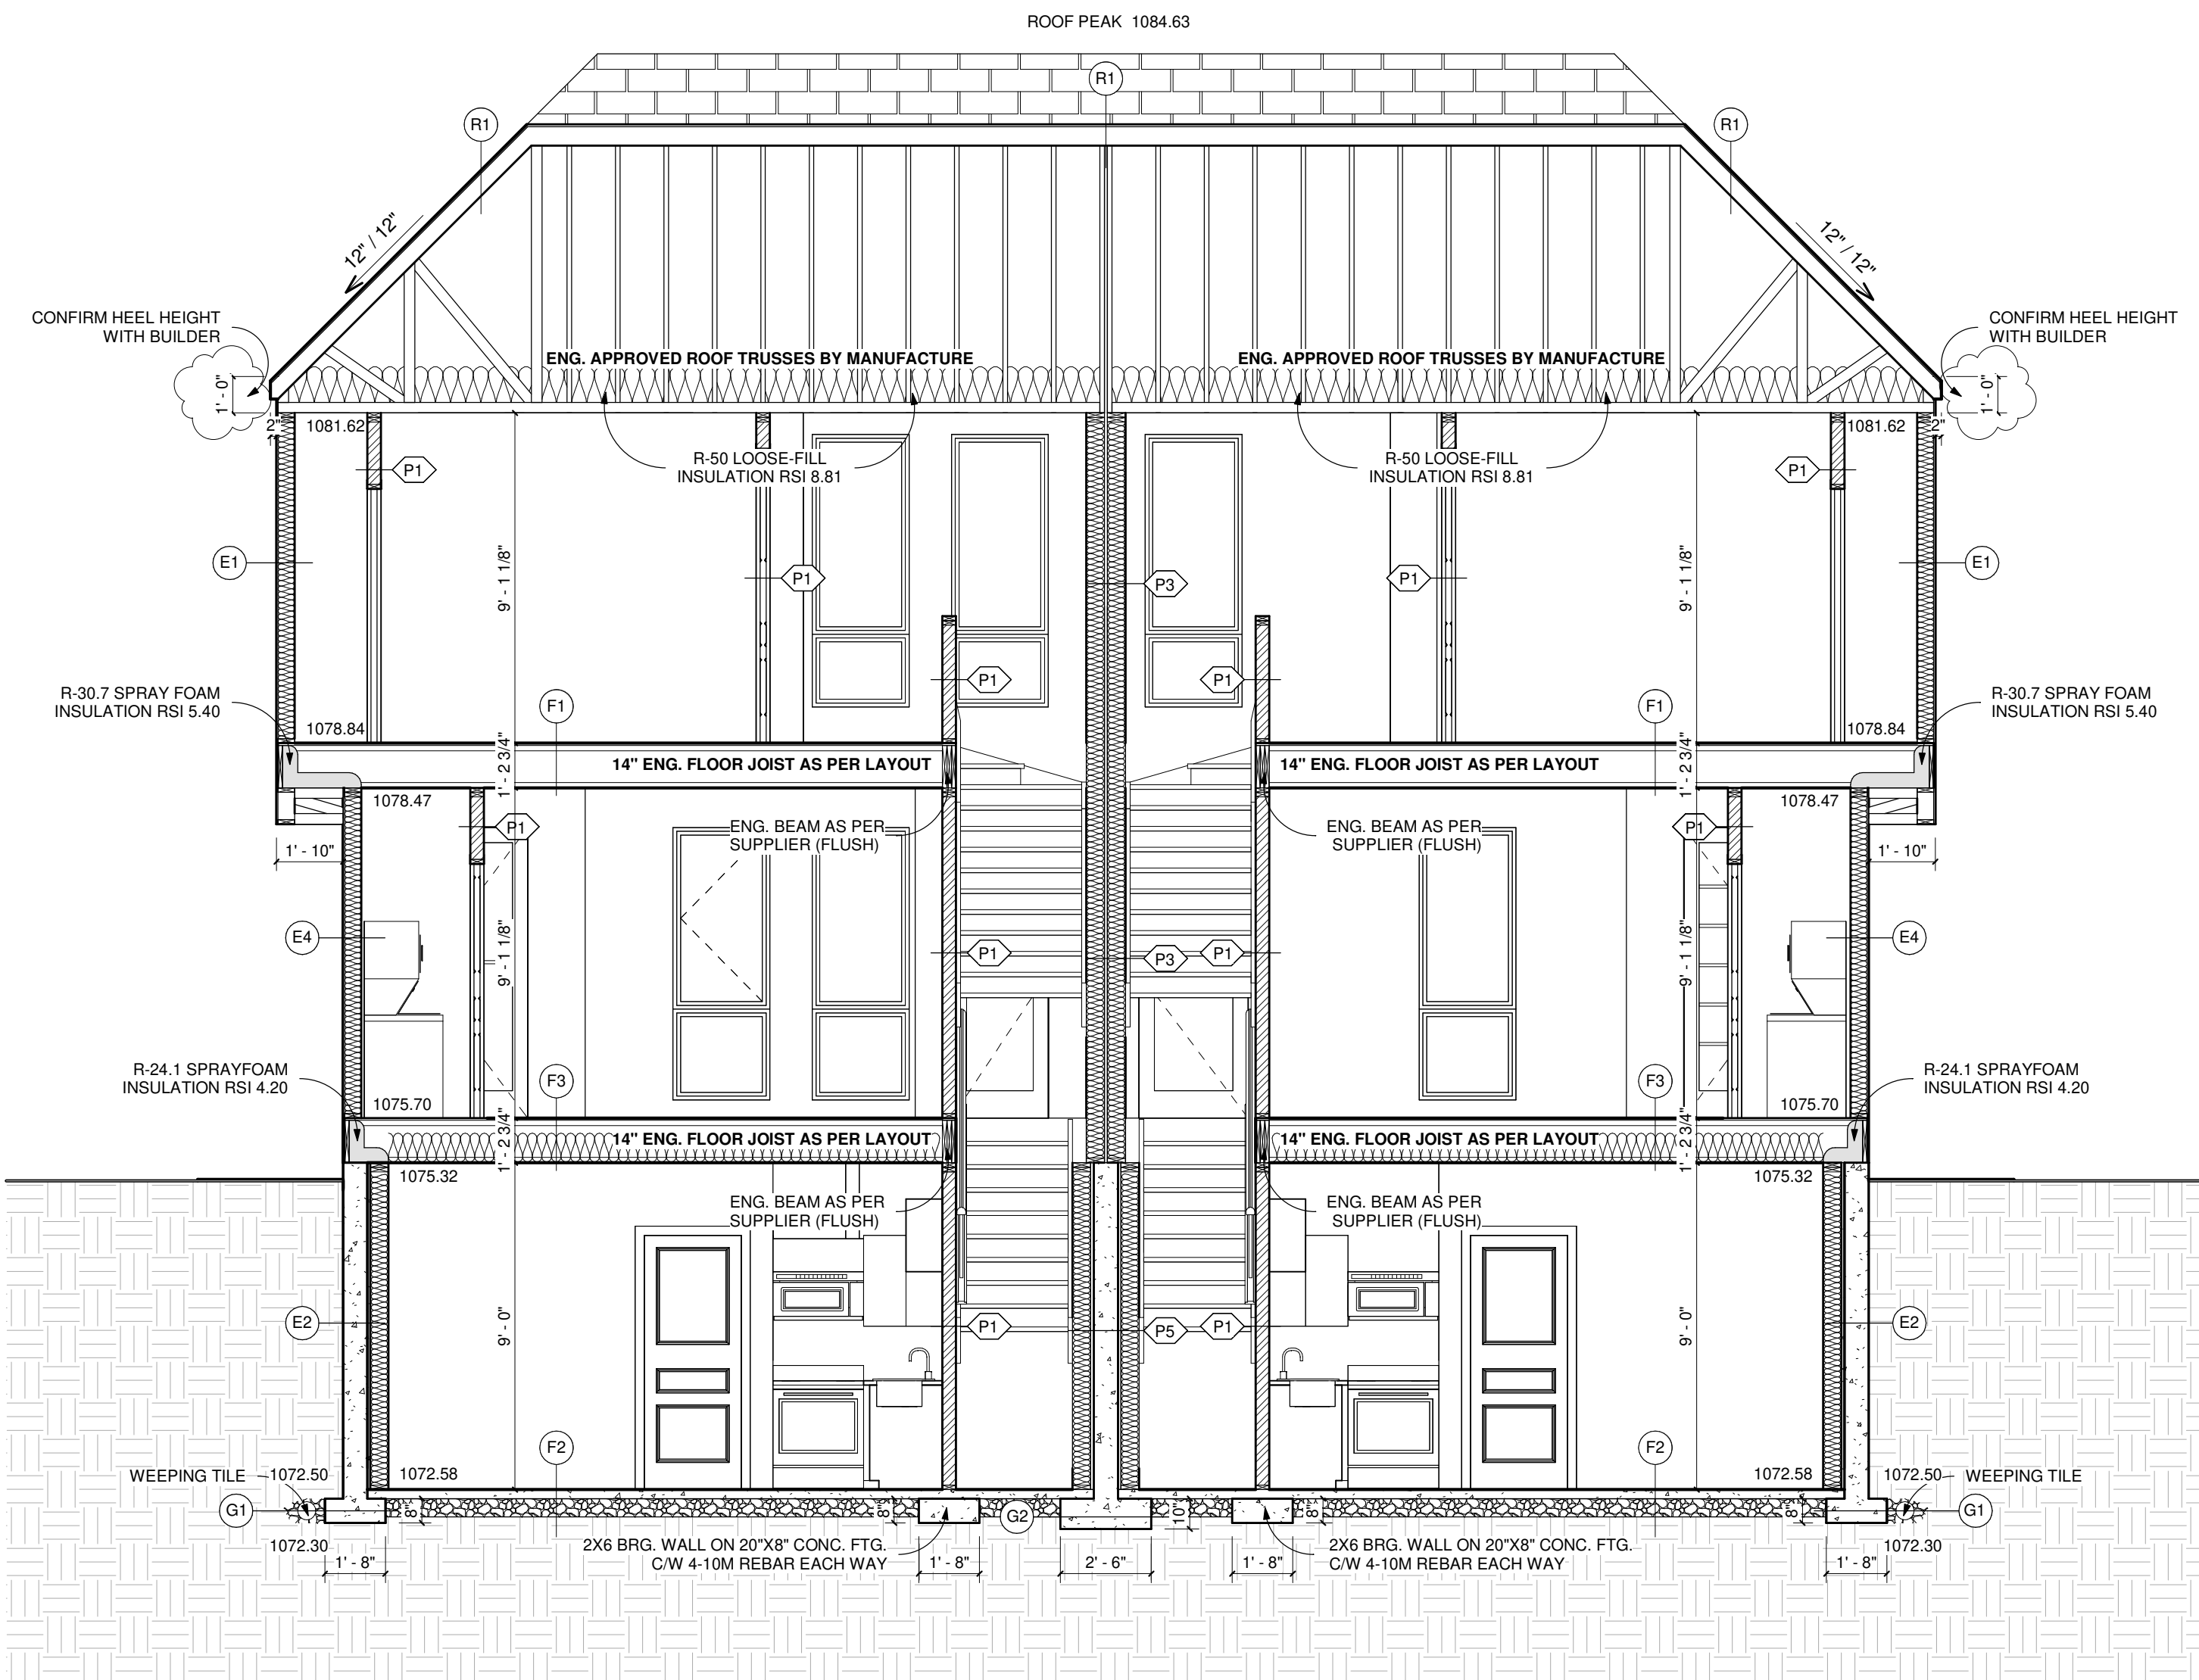 ROOF PEAK 1084.63
R1
R1
R1
12" / 12"
12" / 12"
CONFIRM HEEL HEIGHT
WITH BUILDER
CONFIRM HEEL HEIGHT
WITH BUILDER
ENG. APPROVED ROOF TRUSSES BY MANUFACTURE
ENG. APPROVED ROOF TRUSSES BY MANUFACTURE
1' - 0"
1' - 0"
2"
1081.62
1081.62
2"
P1
R-50 LOOSE-FILL
INSULATION RSI 8.81
R-50 LOOSE-FILL
INSULATION RSI 8.81
P1
E1
9' - 1 1/8"
P1
P3
P1
9' - 1 1/8"
E1
R-30.7 SPRAY FOAM
INSULATION RSI 5.40
F1
P1
P1
F1
R-30.7 SPRAY FOAM
INSULATION RSI 5.40
1078.84
1078.84
1' - 2 3/4"
14" ENG. FLOOR JOIST AS PER LAYOUT
14" ENG. FLOOR JOIST AS PER LAYOUT
1' - 2 3/4"
1078.47
1078.47
P1
ENG. BEAM AS PER
SUPPLIER (FLUSH)
ENG. BEAM AS PER
SUPPLIER (FLUSH)
P1
1' - 10"
1' - 10"
E4
9' - 1 1/8"
P1
P3
P1
9' - 1 1/8"
E4
R-24.1 SPRAYFOAM
INSULATION RSI 4.20
F3
F3
R-24.1 SPRAYFOAM
INSULATION RSI 4.20
1075.70
1075.70
1' - 2 3/4"
14" ENG. FLOOR JOIST AS PER LAYOUT
14" ENG. FLOOR JOIST AS PER LAYOUT
1' - 2 3/4"
1075.32
1075.32
ENG. BEAM AS PER
SUPPLIER (FLUSH)
ENG. BEAM AS PER
SUPPLIER (FLUSH)
E2
9' - 0"
P1
P5
P1
9' - 0"
E2
F2
F2
WEEPING TILE
1072.50
1072.58
1072.58
1072.50
WEEPING TILE
G1
8"
8"
G2
10"
8"
8"
G1
1072.30
2X6 BRG. WALL ON 20"X8" CONC. FTG.
C/W 4-10M REBAR EACH WAY
2X6 BRG. WALL ON 20"X8" CONC. FTG.
C/W 4-10M REBAR EACH WAY
1072.30
1' - 8"
1' - 8"
2' - 6"
1' - 8"
1' - 8"